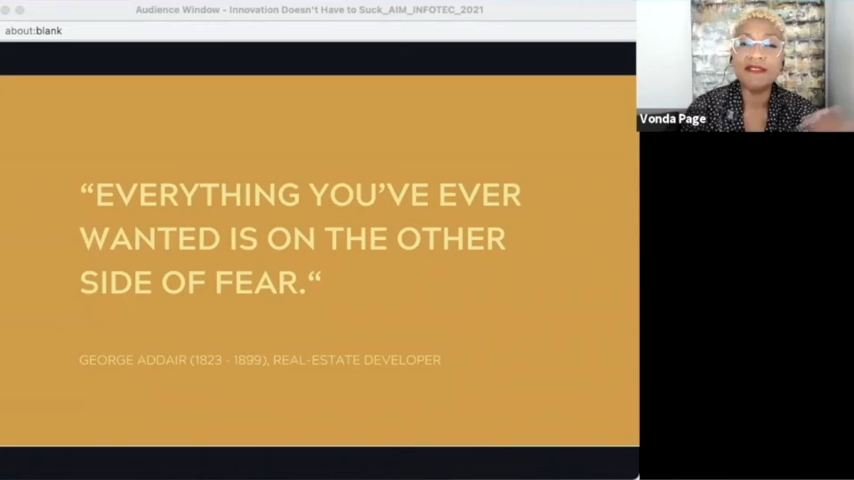 Audience Window - Innovation Doesn't Have to Suck_AIM_INFOTEC_2021
about:blank
Vonda Page
“EVERYTHING YOU’VE EVER
WANTED IS ON THE OTHER
SIDE OF FEAR.“
GEORGE ADDAIR (1823 - 1899), REAL-ESTATE DEVELOPER